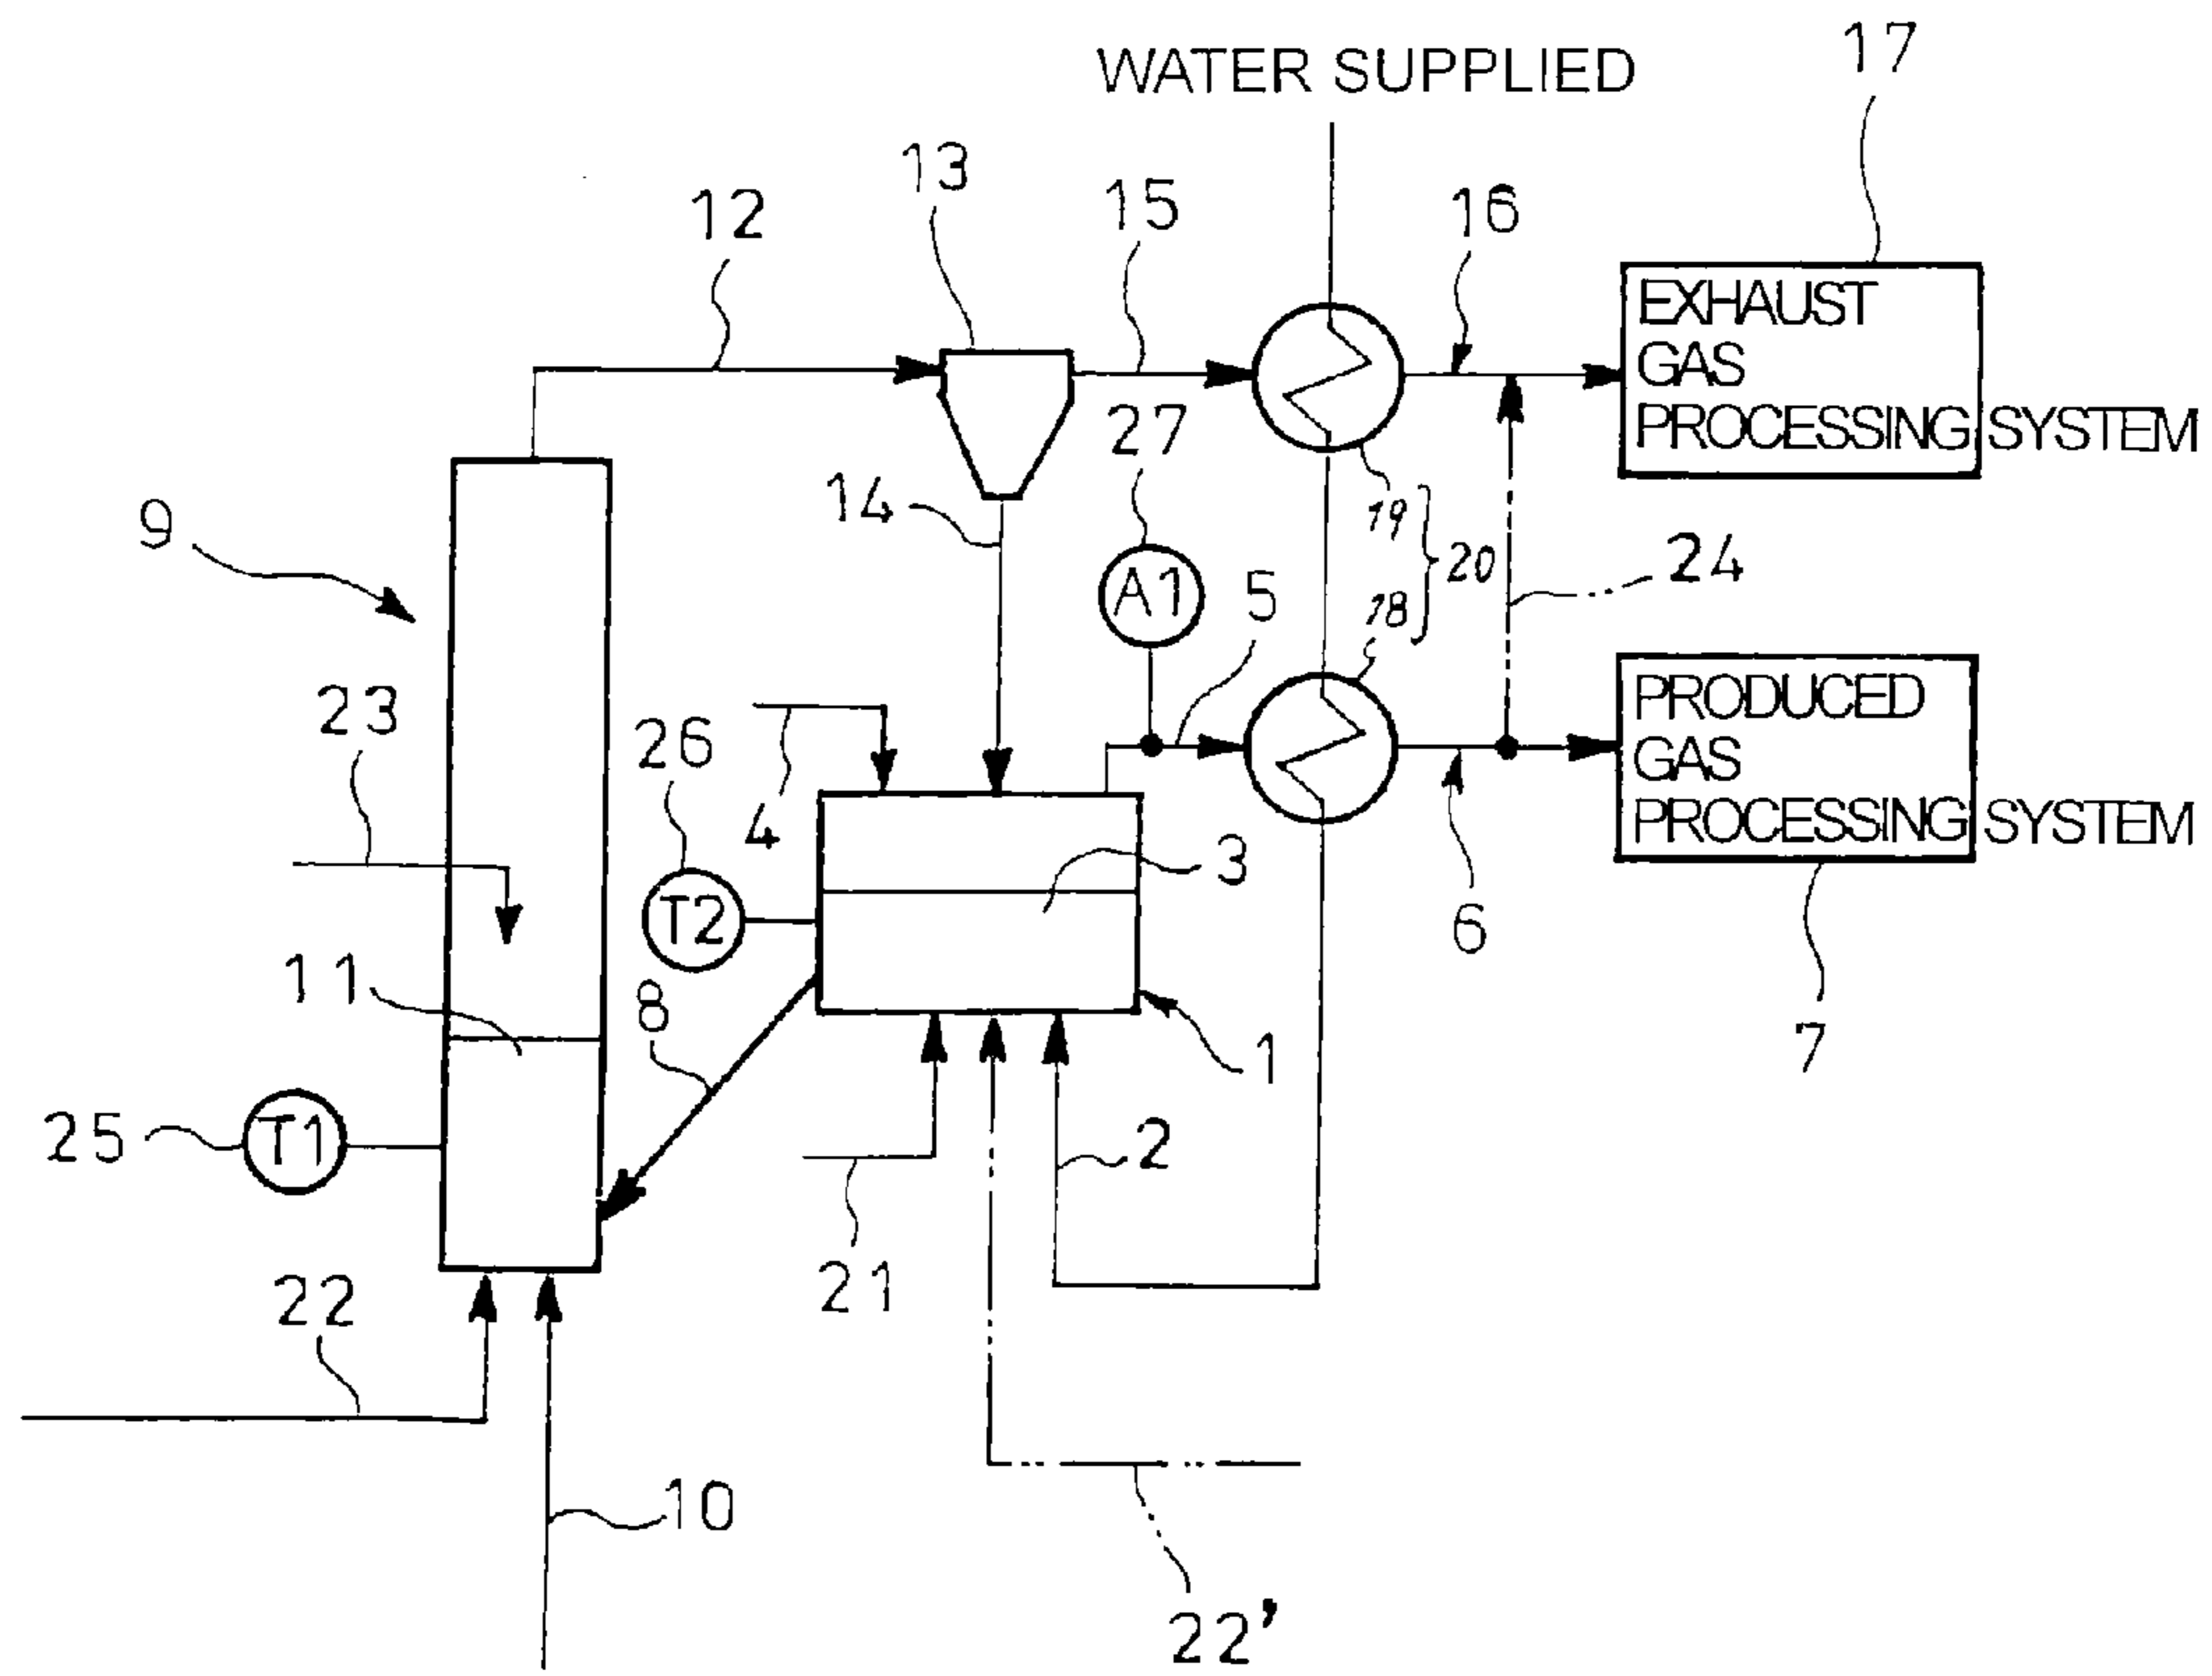 17
WATER SUPPLIED
13
12
15
16
EXHAUST
GAS
PROCESSING SYSTEM
27
14
19
9
20
24
A1
5
18
23
26
PRODUCED
GAS
PROCESSING SYSTEM
4
3
T2
6
11
8
1
7
25
T1
2
21
22
10
22'